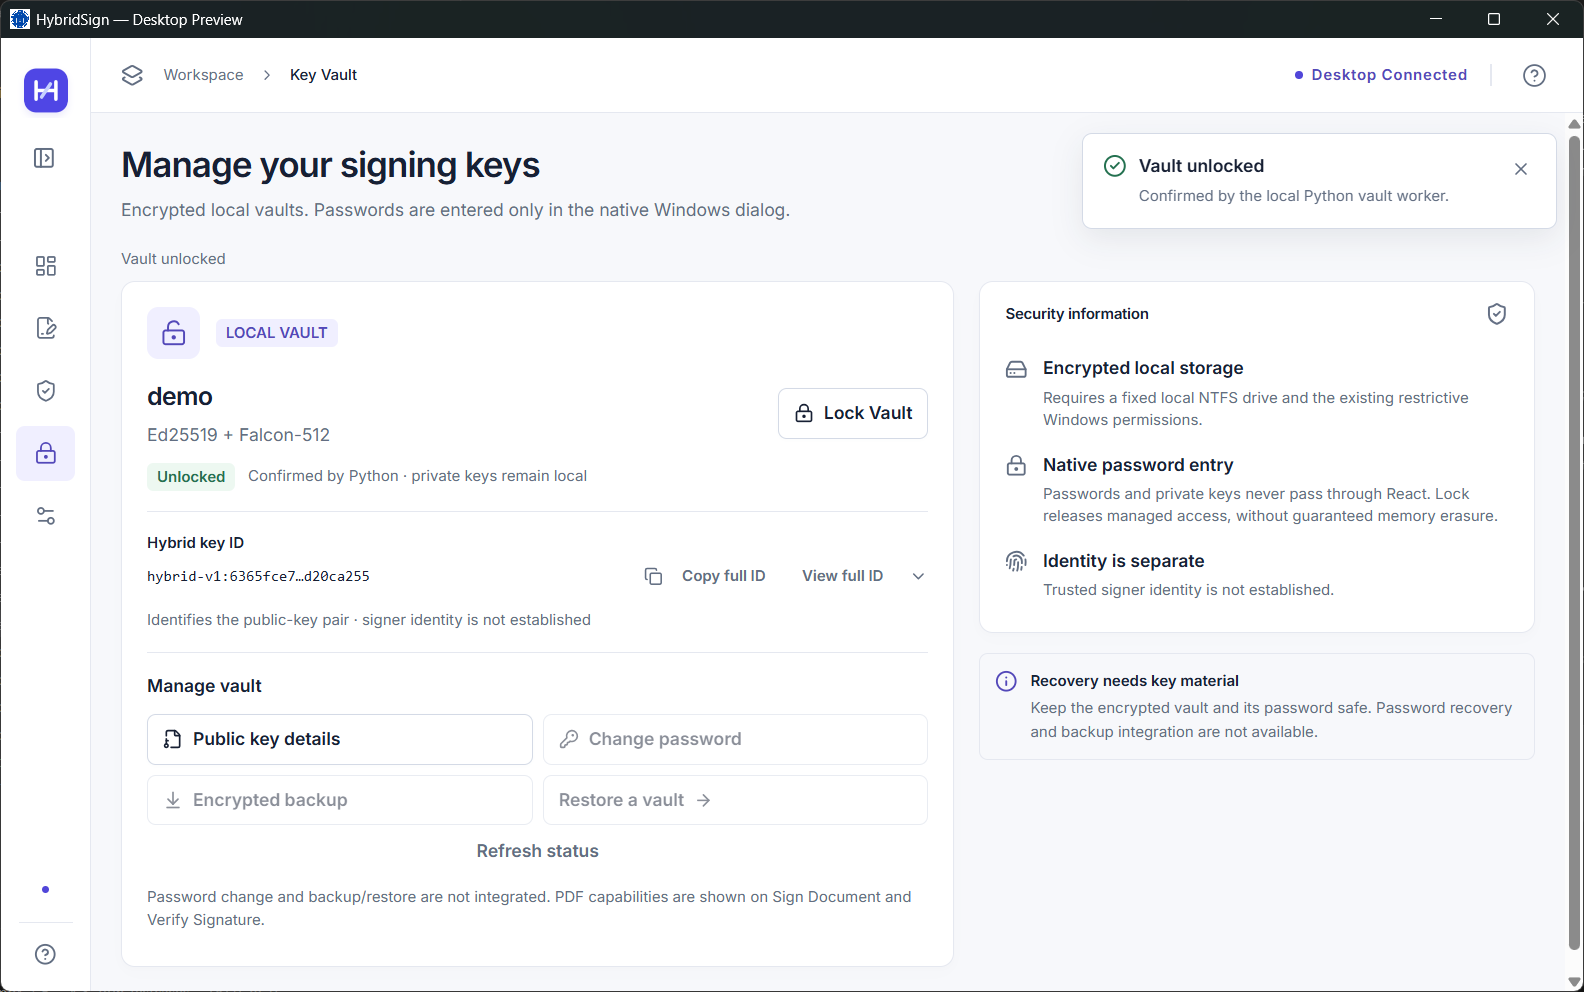 HybridSign — Desktop Preview
Workspace
Key Vault
Desktop Connected
Manage your signing keys
Encrypted local vaults. Passwords are entered only in the native Windows dialog.
Vault unlocked
Confirmed by the local Python vault worker.
Vault unlocked
LOCAL VAULT
demo
Ed25519 + Falcon-512
Lock Vault
Unlocked
Confirmed by Python · private keys remain local
Hybrid key ID
hybrid-v1:6365fce7…d20ca255
Copy full ID
View full ID
Identifies the public-key pair · signer identity is not established
Manage vault
Public key details
Change password
Encrypted backup
Restore a vault
Refresh status
Password change and backup/restore are not integrated. PDF capabilities are shown on Sign Document and
Verify Signature.
Security information
Encrypted local storage
Requires a fixed local NTFS drive and the existing restrictive
Windows permissions.
Native password entry
Passwords and private keys never pass through React. Lock
releases managed access, without guaranteed memory erasure.
Identity is separate
Trusted signer identity is not established.
Recovery needs key material
Keep the encrypted vault and its password safe. Password recovery
and backup integration are not available.